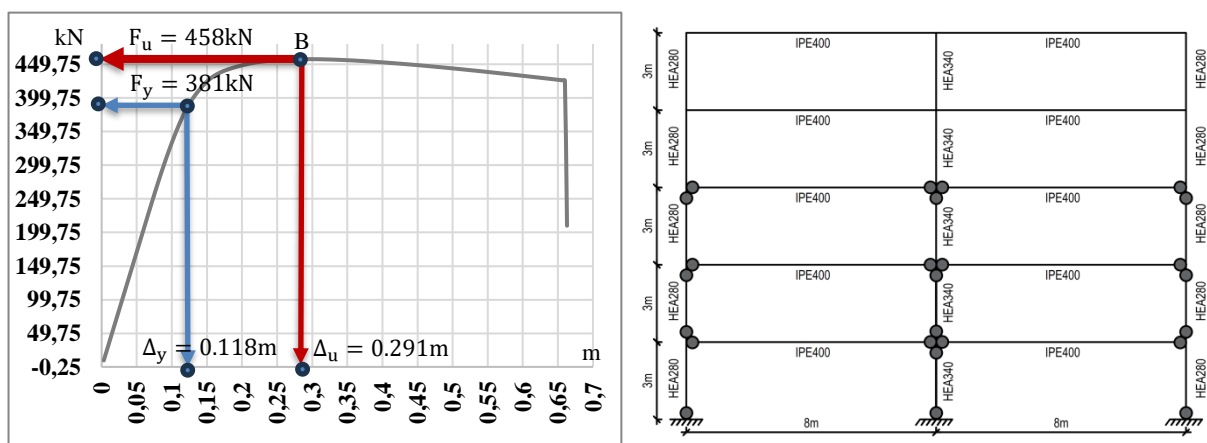 kN
F_u = 458kN
B
449,75
F_y = 381kN
399,75
349,75
299,75
249,75
199,75
149,75
99,75
49,75
Δ_y = 0.118m
Δ_u = 0.291m
m
-0,25
0
0,05
0,1
0,15
0,2
0,25
0,3
0,35
0,4
0,45
0,5
0,55
0,6
0,65
0,7
3m
HEA280
IPE400
HEA340
IPE400
HEA280
3m
HEA280
IPE400
HEA340
IPE400
HEA280
3m
HEA280
IPE400
HEA340
IPE400
HEA280
3m
HEA280
IPE400
HEA340
IPE400
HEA280
3m
HEA280
IPE400
HEA340
IPE400
HEA280
8m
8m